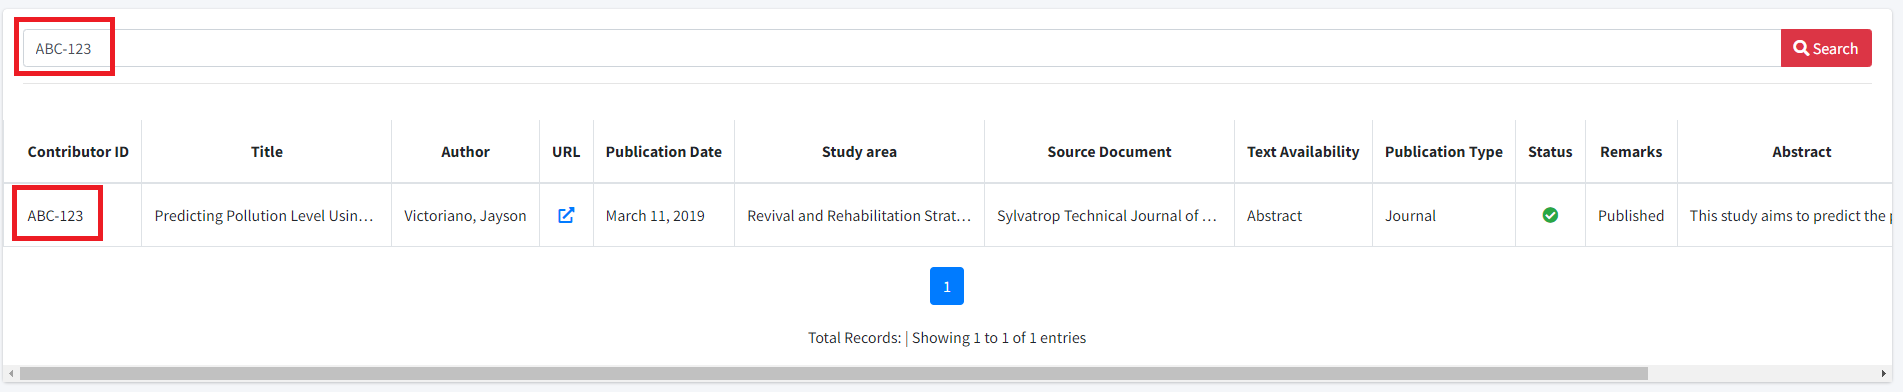 ABC-123
Search
Contributor ID Title Author URL Publication Date Study area Source Document Text Availability Publication Type Status Remarks Abstract
ABC-123 Predicting Pollution Level Usin… Victoriano, Jayson March 11, 2019 Revival and Rehabilitation Strat… Sylvatrop Technical Journal of … Abstract Journal Published This study aims to predict the p
1
Total Records: | Showing 1 to 1 of 1 entries